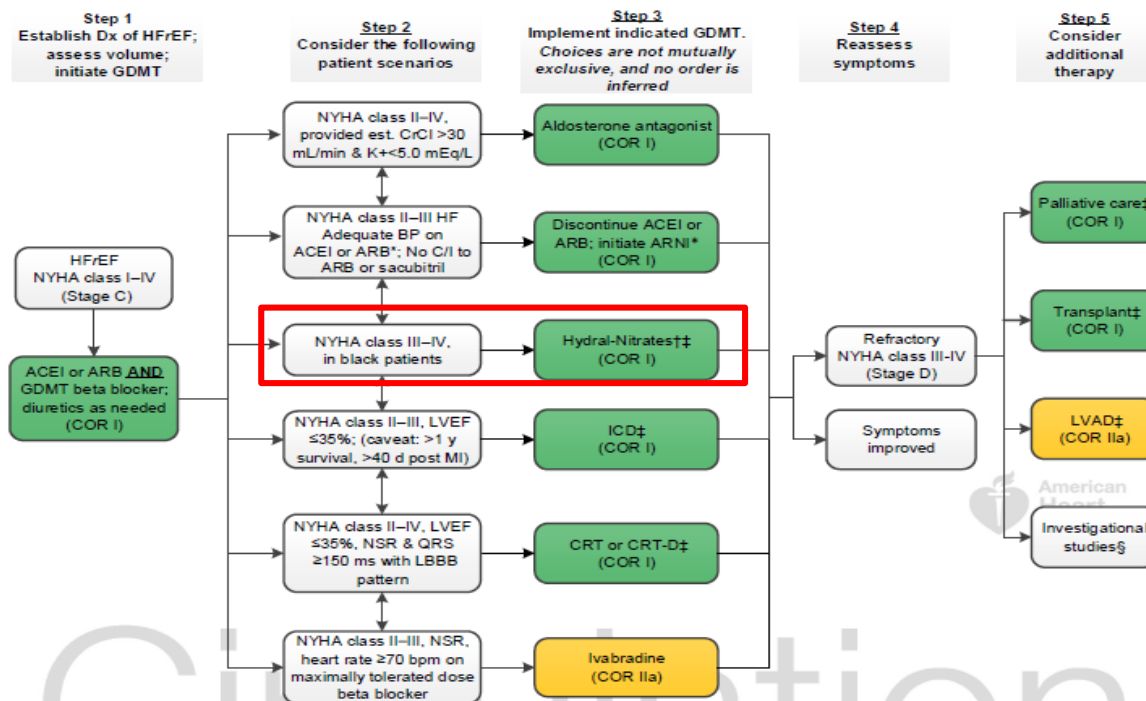 Step 1
Establish Dx of HFrEF;
assess volume;
initiate GDMT
Step 2
Consider the following
patient scenarios
Step 3
Implement indicated GDMT.
Choices are not mutually
exclusive, and no order is
inferred
Step 4
Reassess
symptoms
Step 5
Consider
additional
therapy
HFrEF
NYHA class I–IV
(Stage C)
ACEI or ARB AND
GDMT beta blocker;
diuretics as needed
(COR I)
NYHA class II–IV,
provided est. CrCl >30
mL/min & K+<5.0 mEq/L
Aldosterone antagonist
(COR I)
NYHA class II–III HF
Adequate BP on
ACEI or ARB*; No C/I to
ARB or sacubitril
Discontinue ACEI or
ARB; initiate ARNI*
(COR I)
NYHA class III–IV,
in black patients
Hydral-Nitrates†‡
(COR I)
NYHA class II–III, LVEF
≤35%; (caveat: >1 y
survival, >40 d post MI)
ICD‡
(COR I)
NYHA class II–IV, LVEF
≤35%, NSR & QRS
≥150 ms with LBBB
pattern
CRT or CRT-D‡
(COR I)
NYHA class II–III, NSR,
heart rate ≥70 bpm on
maximally tolerated dose
beta blocker
Ivabradine
(COR IIa)
Refractory
NYHA class III-IV
(Stage D)
Symptoms
improved
Palliative care‡
(COR I)
Transplant‡
(COR I)
LVAD‡
(COR IIa)
Investigational
studies§
American
Heart